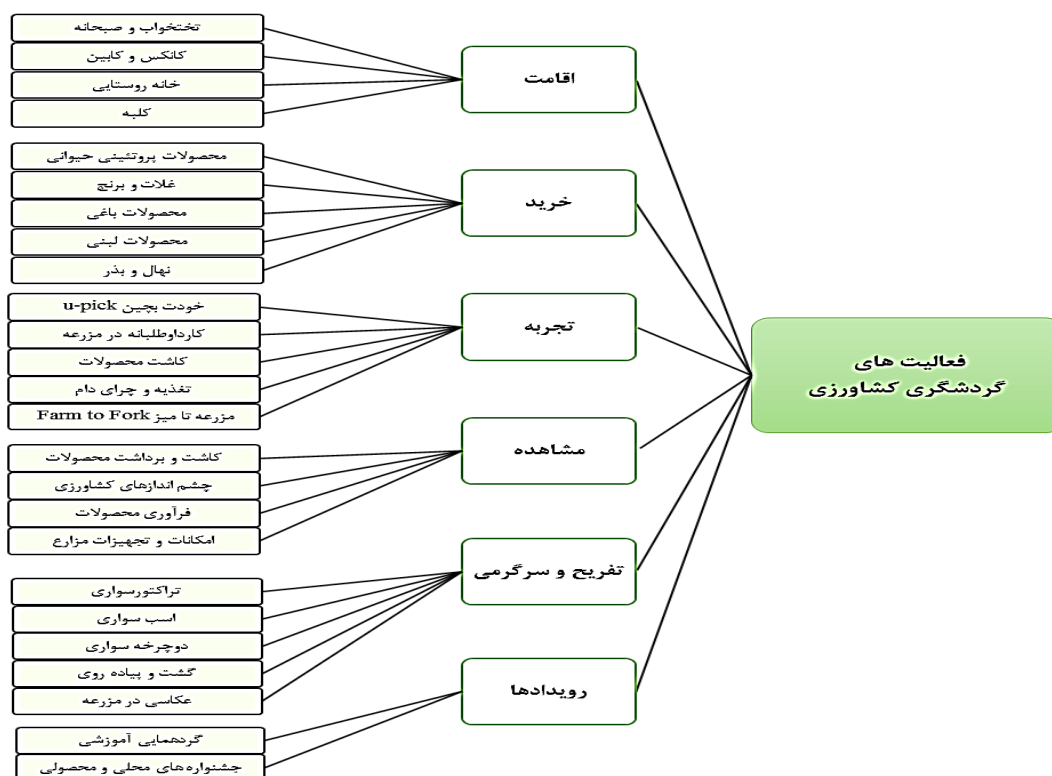 فعالیت های
گردشگری کشاورزی
اقامت
تختخواب و صبحانه
کانکس و کابین
خانه روستایی
کلبه
خرید
محصولات پروتئینی حیوانی
غلات و برنج
محصولات باغی
محصولات لبنی
نهال و بذر
تجربه
خودت بچین u-pick
کارداوطلبانه در مزرعه
کاشت محصولات
تغذیه و چرای دام
مزرعه تا میز Farm to Fork
مشاهده
کاشت و برداشت محصولات
چشم اندازهای کشاورزی
فرآوری محصولات
امکانات و تجهیزات مزارع
تفریح و سرگرمی
تراکتورسواری
اسب سواری
دوچرخه سواری
گشت و پیاده روی
عکاسی در مزرعه
رویدادها
گردهمایی آموزشی
جشنواره‌های محلی و محصولی